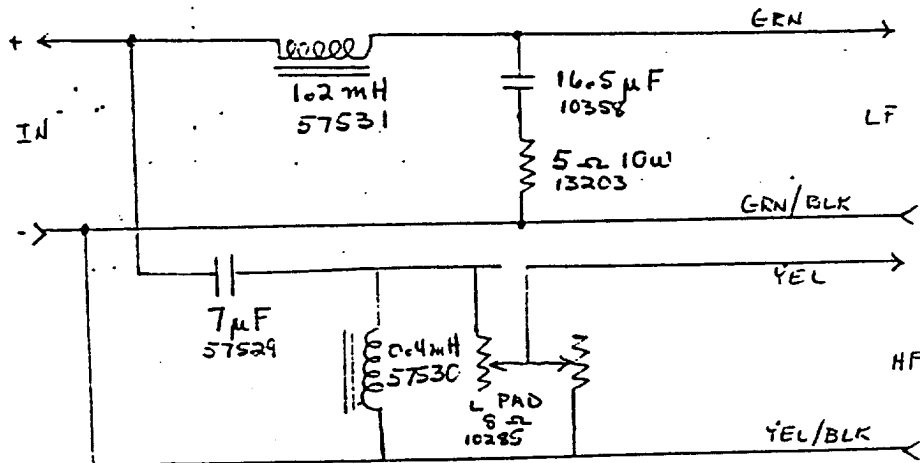 GRN
+
1.2 mH
57531
16.5 µF
10358
IN
LF
5 Ω 10W
13203
GRN/BLK
-
YEL
7 µF
57529
0.4 mH
57530
L PAD
8 Ω
10285
HF
YEL/BLK